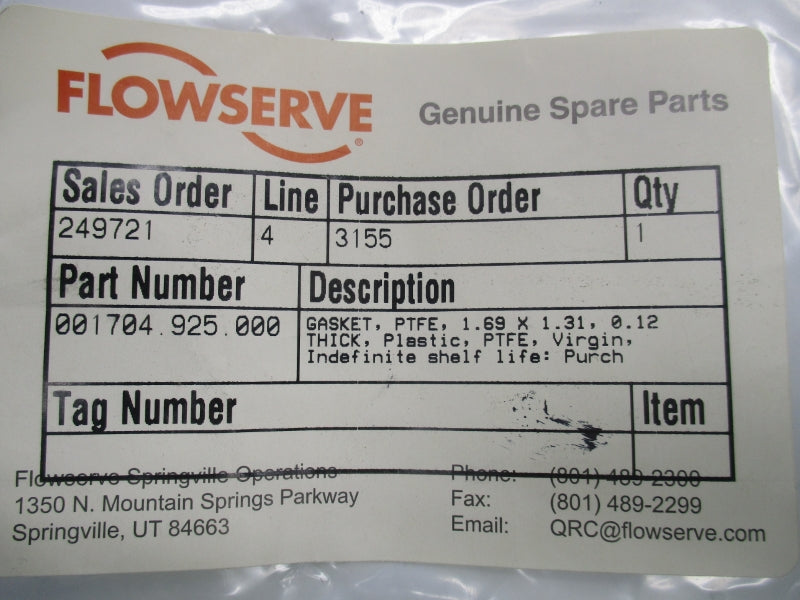 FLOWSERVE®
Genuine Spare Parts
Sales Order Line Purchase Order Qty
249721 4 3155 1
Part Number Description
001704.925.000 GASKET, PTFE, 1.69 X 1.31, 0.12
THICK, Plastic, PTFE, Virgin,
Indefinite shelf life: Purch
Tag Number Item
Flowserve Springville Operations Phone: (801) 489-2300
1350 N. Mountain Springs Parkway Fax: (801) 489-2299
Springville, UT 84663 Email: QRC@flowserve.com